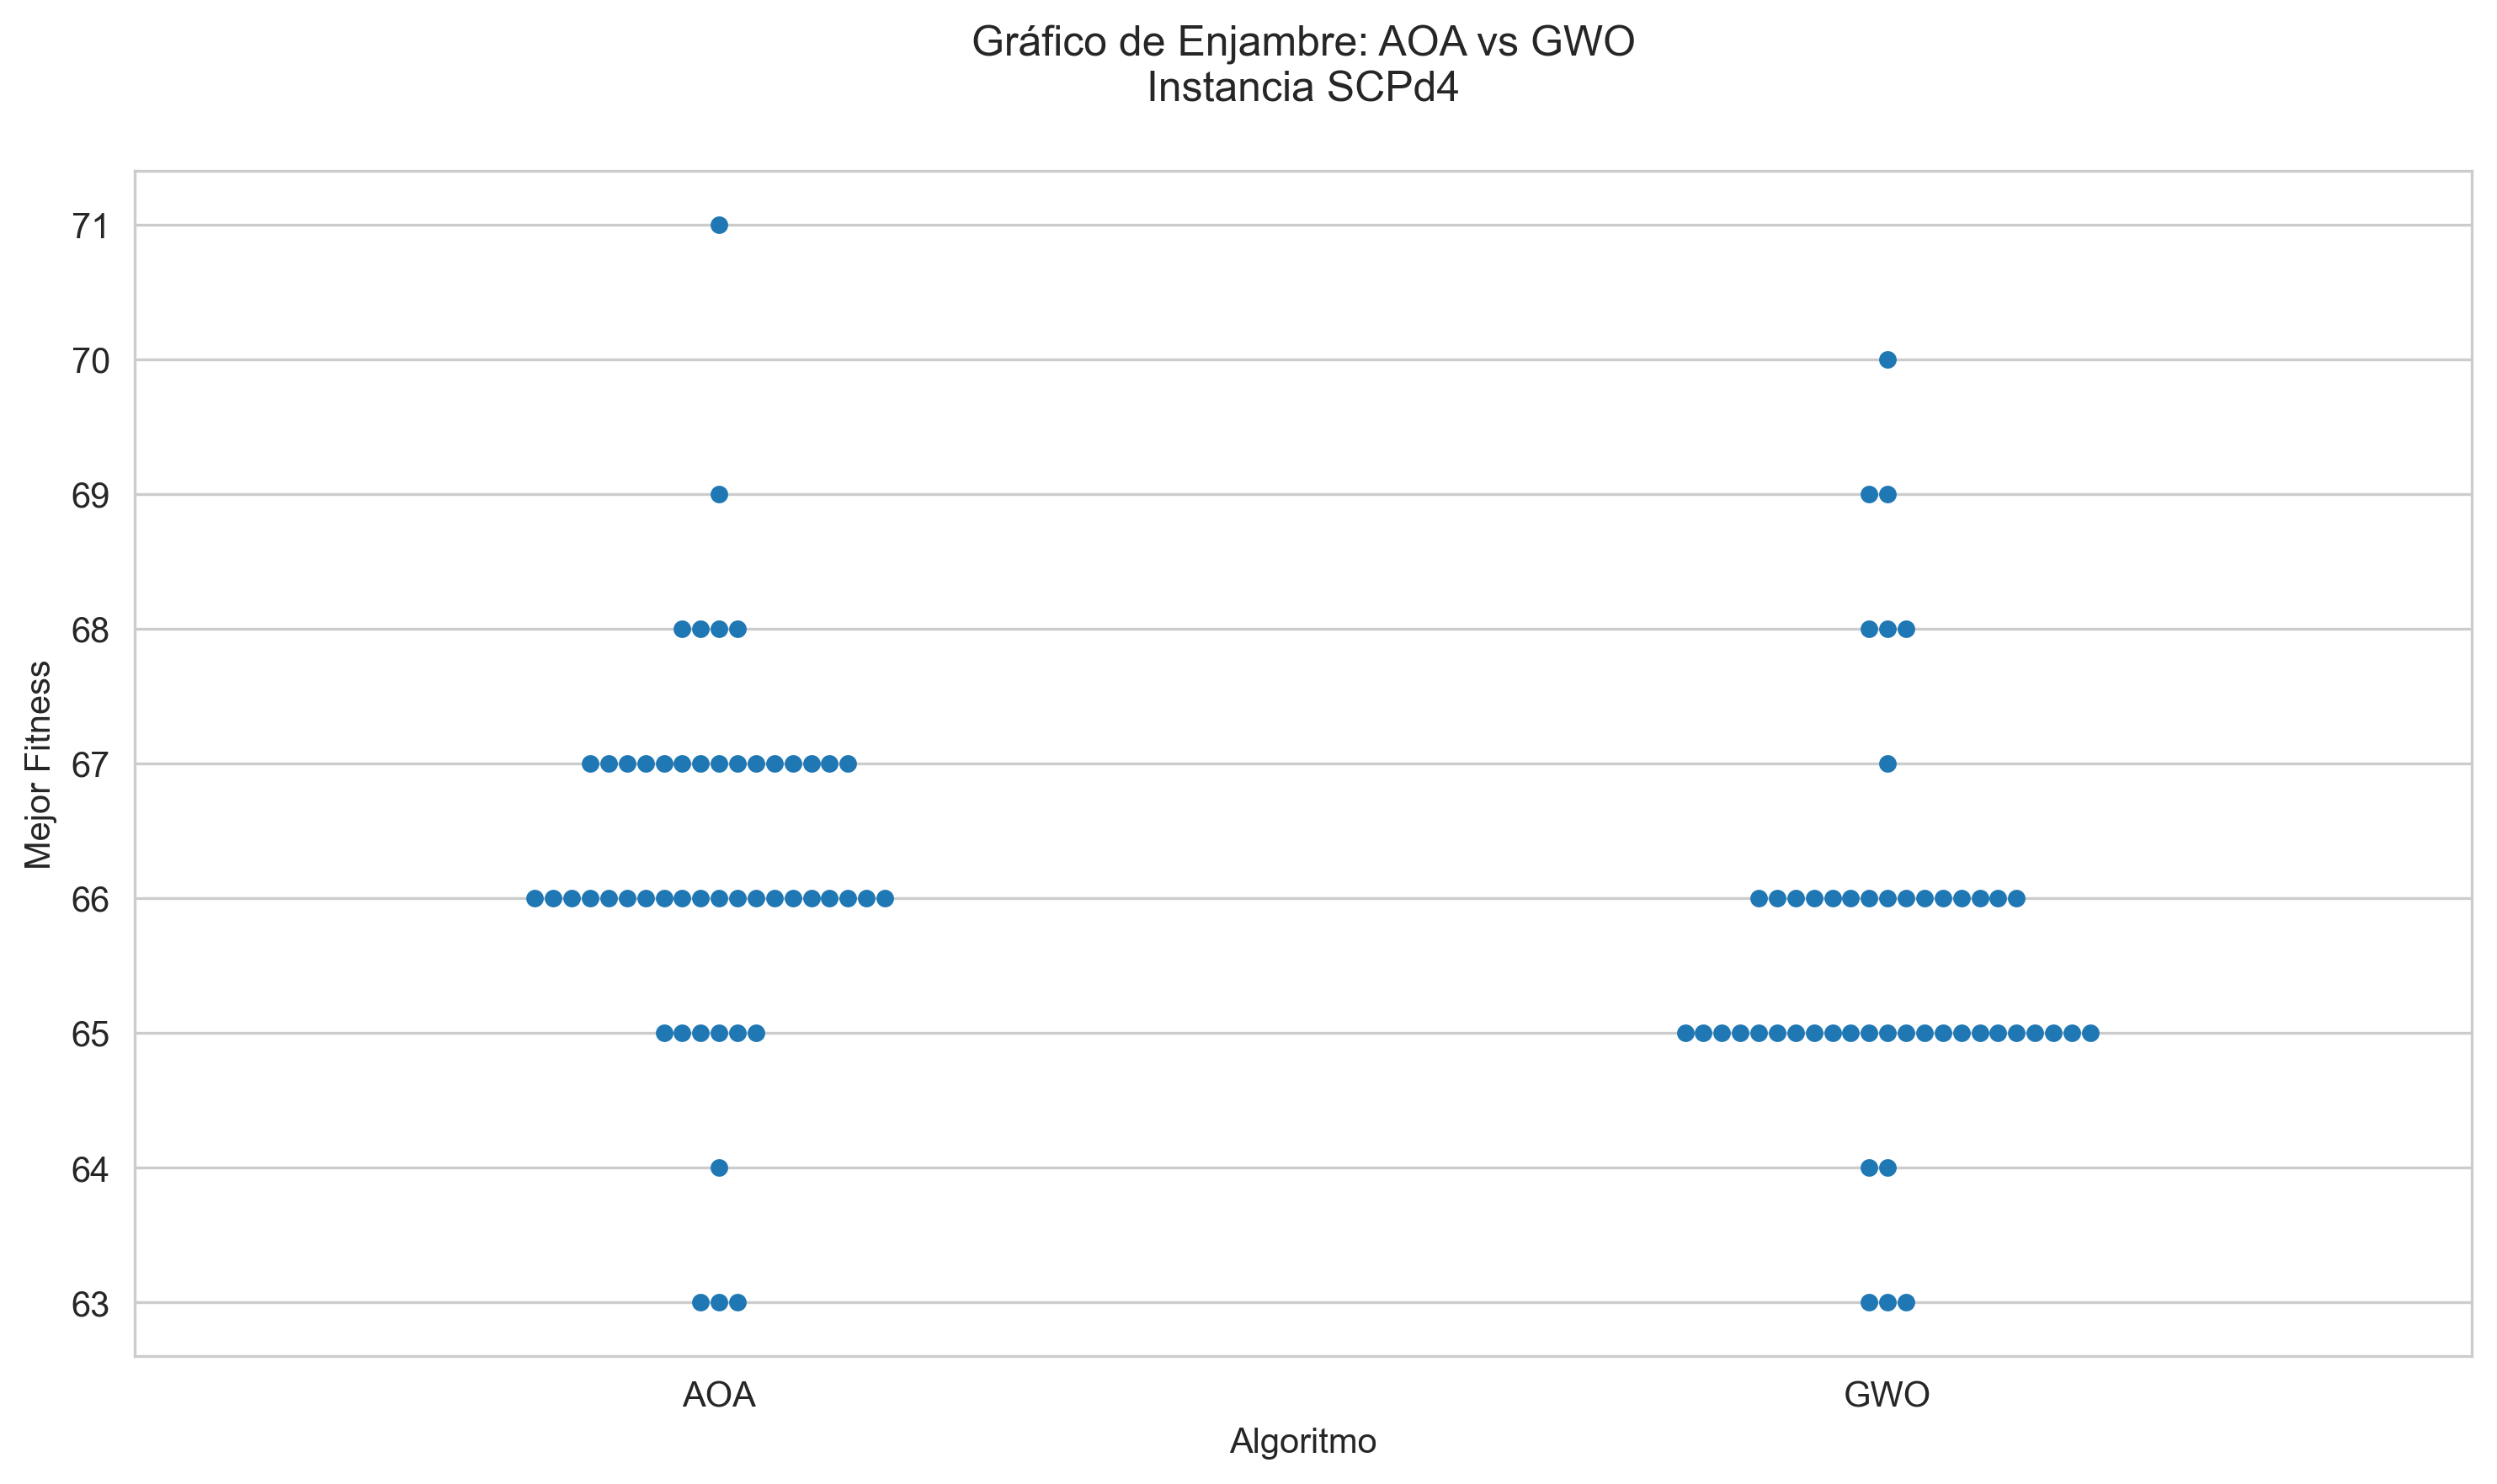 Gráfico de Enjambre: AOA vs GWO
Instancia SCPd4
71
70
69
68
67
66
65
64
63
Mejor Fitness
AOA
GWO
Algoritmo